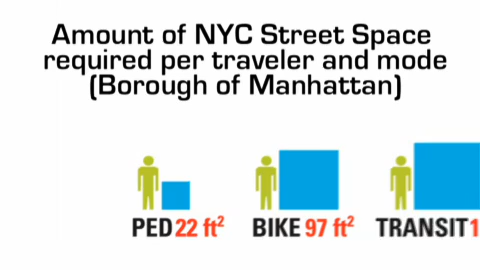 Amount of NYC Street Space
required per traveler and mode
(Borough of Manhattan)
PED 22 ft² BIKE 97 ft² TRANSIT 1